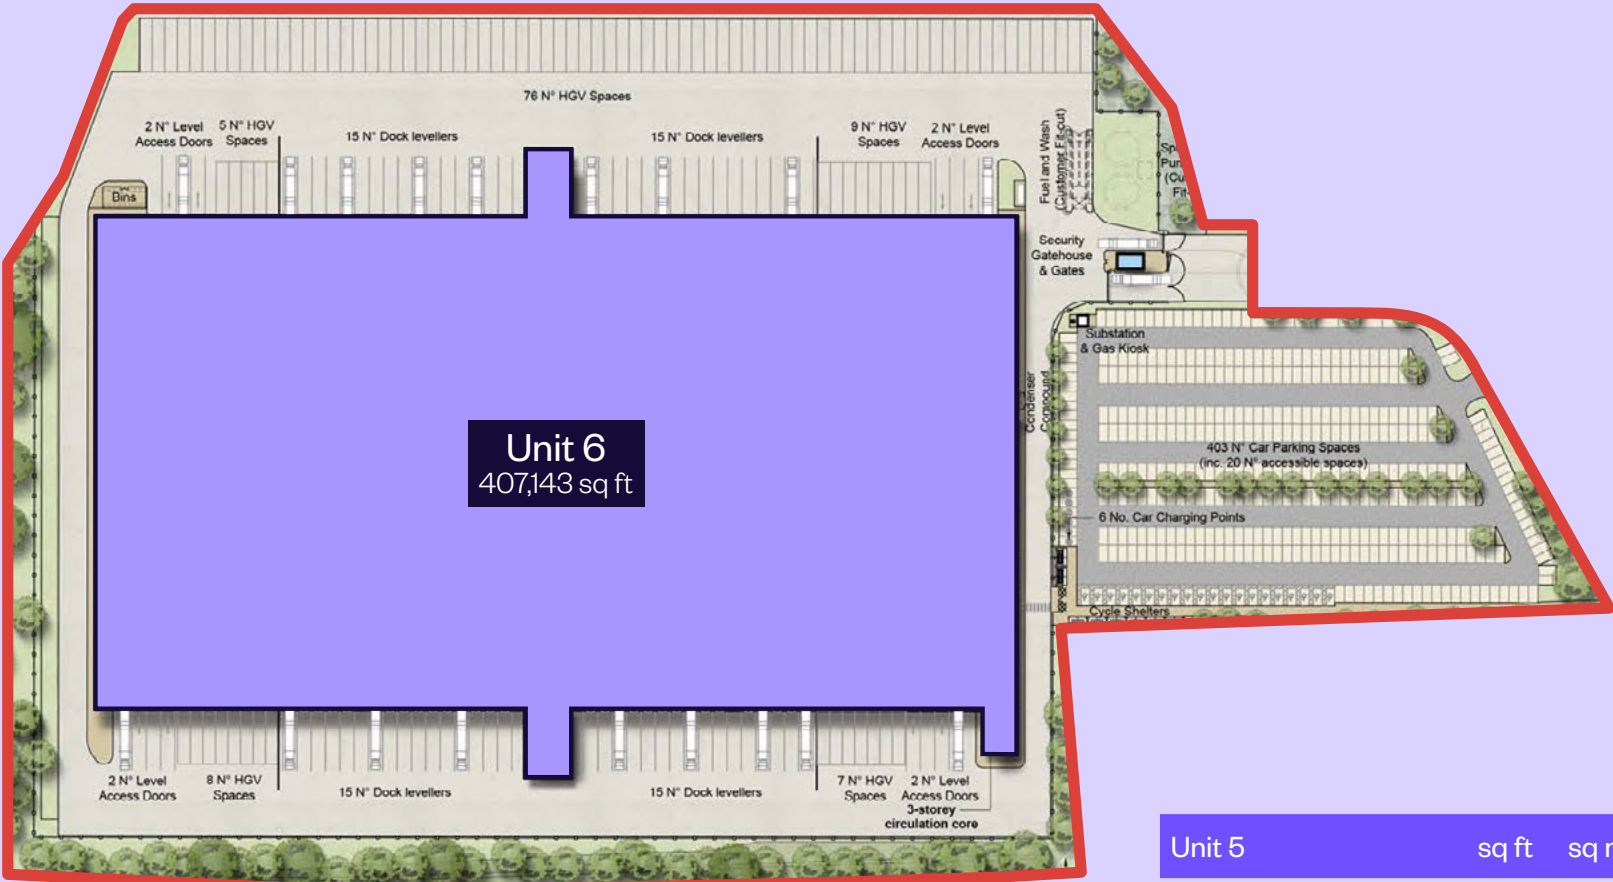 76 N° HGV Spaces
2 N° Level
Access Doors
5 N° HGV
Spaces
15 N° Dock levellers
15 N° Dock levellers
9 N° HGV
Spaces
2 N° Level
Access Doors
Fuel and Wash
(Customer Fit-out)
Bins
Security
Gatehouse
& Gates
Substation
& Gas Kiosk
Condenser
Compound
Unit 6
407,143 sq ft
403 N° Car Parking Spaces
(inc. 20 N° accessible spaces)
6 No. Car Charging Points
Cycle Shelters
2 N° Level
Access Doors
8 N° HGV
Spaces
15 N° Dock levellers
15 N° Dock levellers
7 N° HGV
Spaces
2 N° Level
Access Doors
3-storey
circulation core
Unit 5 sq ft sq